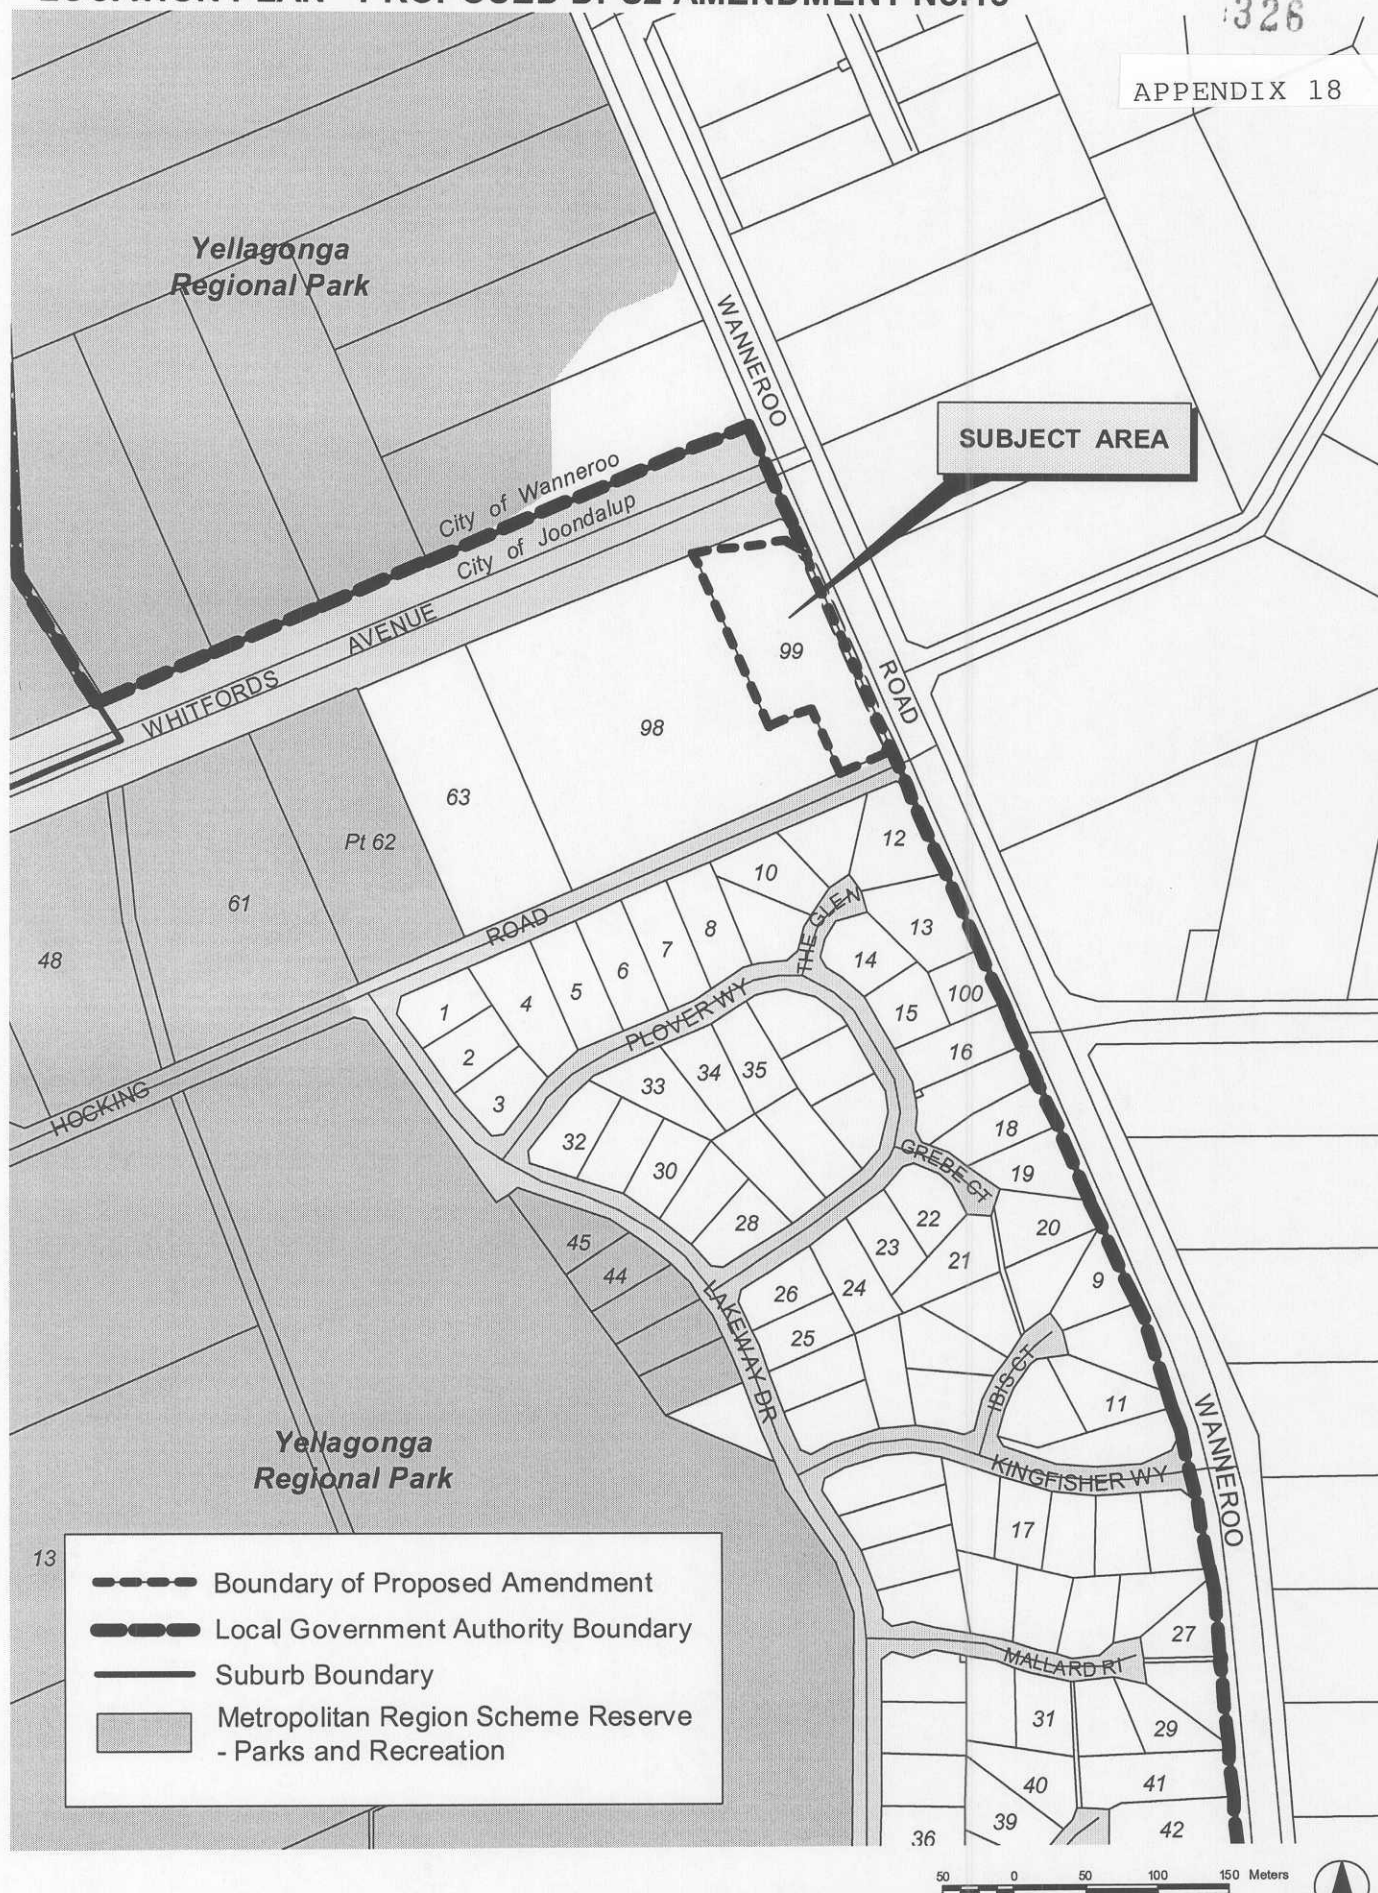 326
APPENDIX 18
Yellagonga
Regional Park
WANNEROO
SUBJECT AREA
City of Wanneroo
City of Joondalup
WHITFORDS
AVENUE
99
ROAD
98
63
Pt 62
61
48
12
10
THE GLEN
ROAD
8
7
6
5
4
1
2
3
13
14
100
15
16
PLOVER WY
HOCKING
33
34
35
32
30
28
18
19
GREBE CT
20
22
21
23
24
26
25
9
45
44
LAKEWAY DR
IBIS CT
11
KINGFISHER WY
WANNEROO
17
Yellagonga
Regional Park
13
27
MALLARD RI
31
29
40
41
39
42
36
Boundary of Proposed Amendment
Local Government Authority Boundary
Suburb Boundary
Metropolitan Region Scheme Reserve
- Parks and Recreation
50 0 50 100 150 Meters